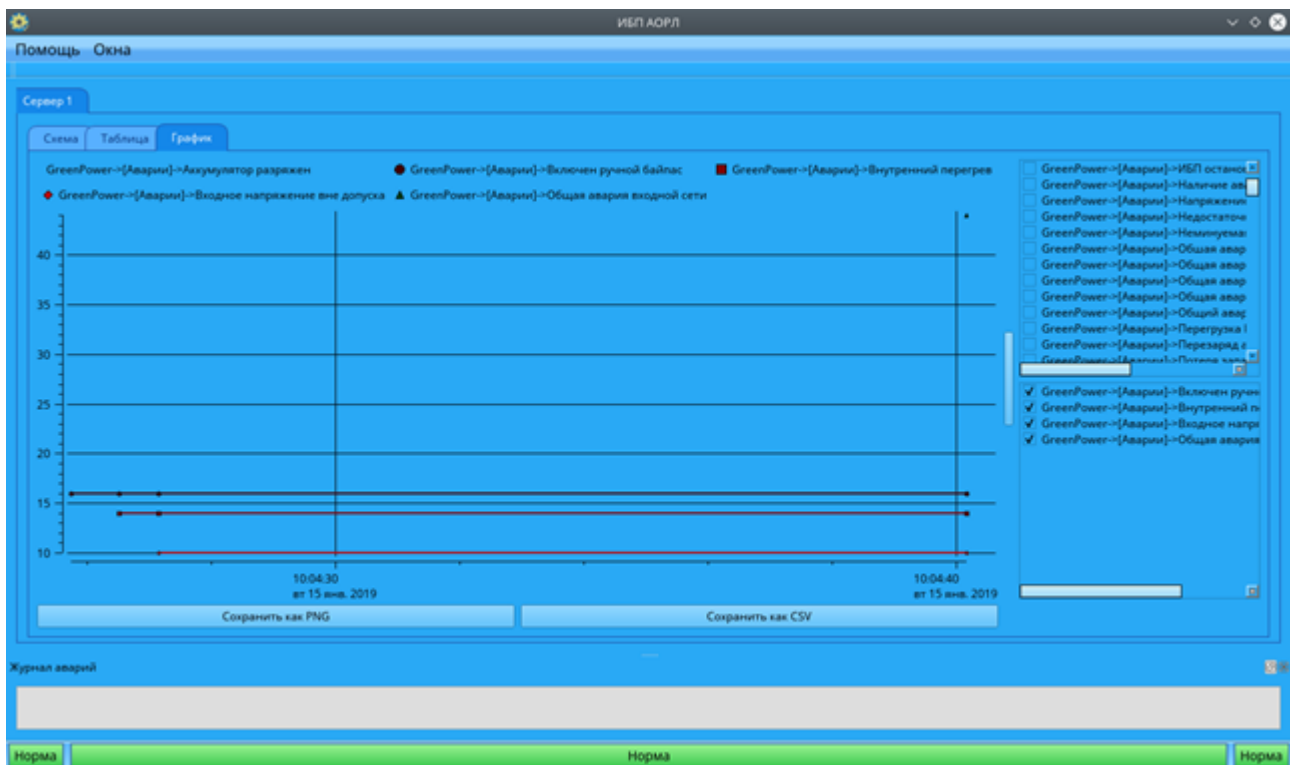 ИБП АОРЛ
Помощь Окна
Сервер 1
Схема Таблица График
GreenPower->[Аварии]->Аккумулятор разряжен
GreenPower->[Аварии]->Включен ручной байпас
GreenPower->[Аварии]->Внутренний перегрев
GreenPower->[Аварии]->Входное напряжение вне допуска
GreenPower->[Аварии]->Общая авария входной сети
40
35
30
25
20
15
10
10:04:30
вт 15 янв. 2019
10:04:40
вт 15 янв. 2019
Сохранить как PNG
Сохранить как CSV
GreenPower->[Аварии]->ИБП останов
GreenPower->[Аварии]->Наличие ав
GreenPower->[Аварии]->Напряжени
GreenPower->[Аварии]->Недостаточ
GreenPower->[Аварии]->Неминуема
GreenPower->[Аварии]->Общая авар
GreenPower->[Аварии]->Общая авар
GreenPower->[Аварии]->Общая авар
GreenPower->[Аварии]->Общая авар
GreenPower->[Аварии]->Общий авар
GreenPower->[Аварии]->Перегрузка
GreenPower->[Аварии]->Перезаряд
GreenPower->[Аварии]->Потеря
GreenPower->[Аварии]->Включен ручн
GreenPower->[Аварии]->Внутренний п
GreenPower->[Аварии]->Входное напр
GreenPower->[Аварии]->Общая авария
Журнал аварий
Норма
Норма
Норма